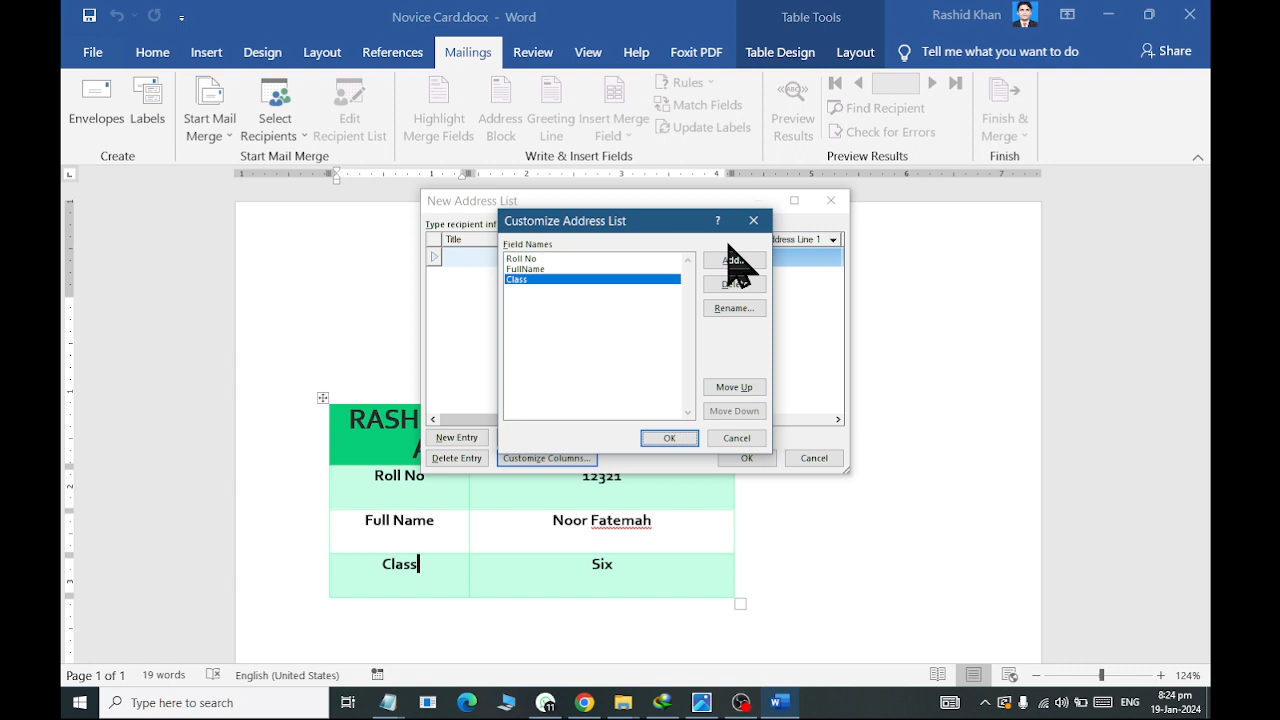 Novice Card.docx - Word
Table Tools
Rashid Khan
File Home Insert Design Layout References Mailings Review View Help Foxit PDF Table Design Layout Tell me what you want to do Share
Envelopes Labels
Create
Start Mail Merge
Select Recipients
Edit Recipient List
Start Mail Merge
Highlight Merge Fields
Address Block
Greeting Line
Insert Merge Field
Rules
Match Fields
Update Labels
Write & Insert Fields
Preview Results
Find Recipient
Check for Errors
Preview Results
Finish & Merge
Finish
New Address List
Type recipient inf
Title
dress Line 1
Customize Address List
Field Names
Roll No
FullName
Class
Add...
Delete
Rename...
Move Up
Move Down
OK Cancel
New Entry
Delete Entry Customize Columns... OK Cancel
RASH
Roll No 12321
Full Name Noor Fatemah
Class Six
Page 1 of 1 19 words English (United States) 124%
Type here to search
ENG
8:24 pm
19-Jan-2024